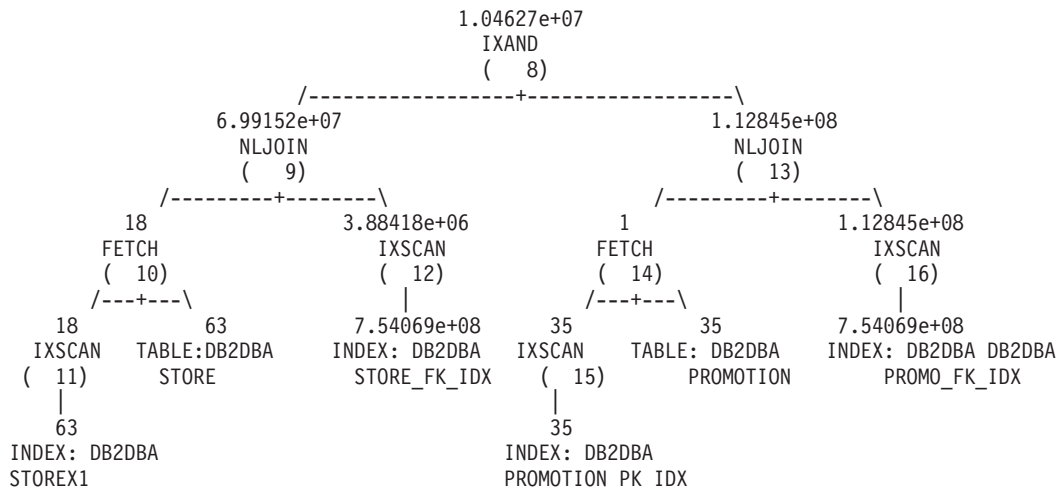 1.04627e+07
IXAND
( 8)
/------------------+------------------\
6.99152e+07 1.12845e+08
NLJOIN NLJOIN
( 9) ( 13)
/---------+--------\ /---------+--------\
18 3.88418e+06 1 1.12845e+08
FETCH IXSCAN FETCH IXSCAN
( 10) ( 12) ( 14) ( 16)
/---+---\ | /---+---\ |
18 63 7.54069e+08 35 35 7.54069e+08
IXSCAN TABLE:DB2DBA INDEX: DB2DBA IXSCAN TABLE: DB2DBA INDEX: DB2DBA DB2DBA
( 11) STORE STORE_FK_IDX ( 15) PROMOTION PROMO_FK_IDX
| |
63 35
INDEX: DB2DBA INDEX: DB2DBA
STOREX1 PROMOTION_PK_IDX